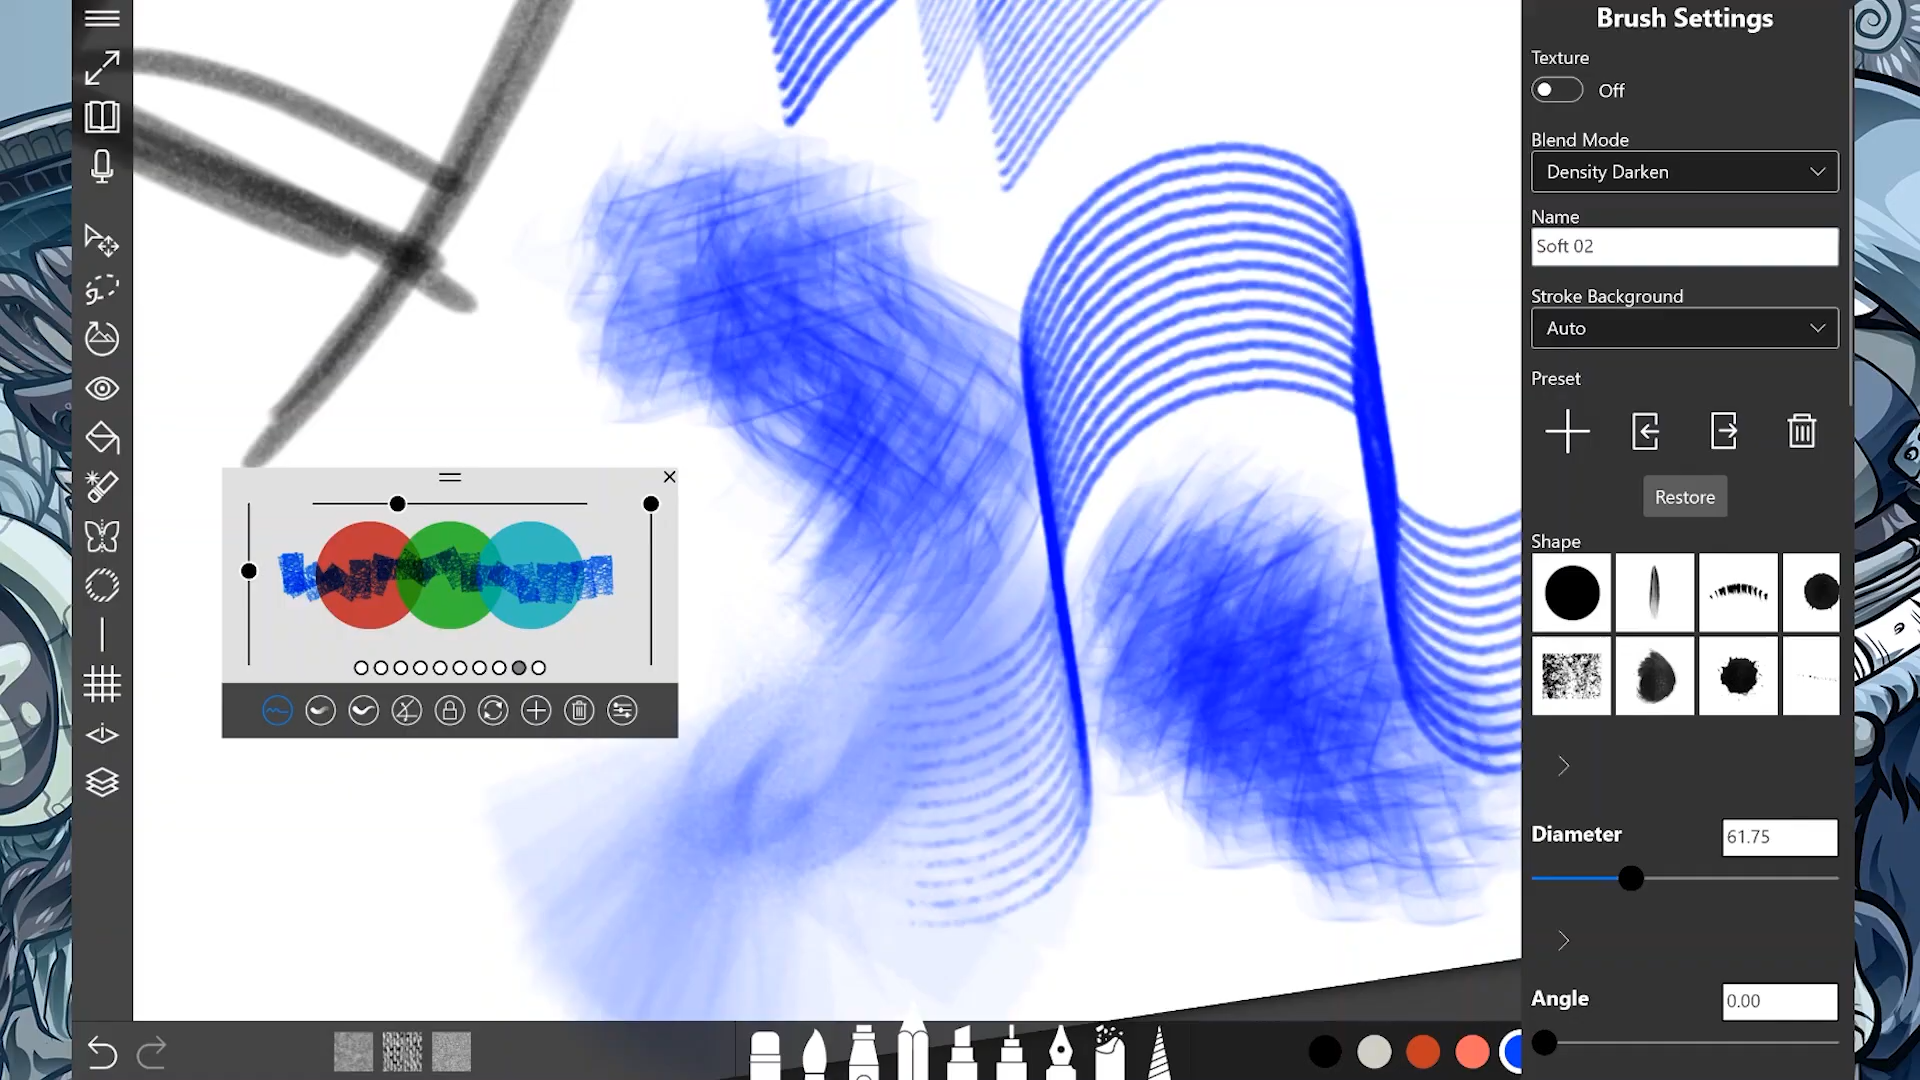 Brush Settings
Texture
Off
Blend Mode
Density Darken
Name
Soft 02
Stroke Background
Auto
Preset
Restore
Shape
Diameter
61.75
Angle
0.00